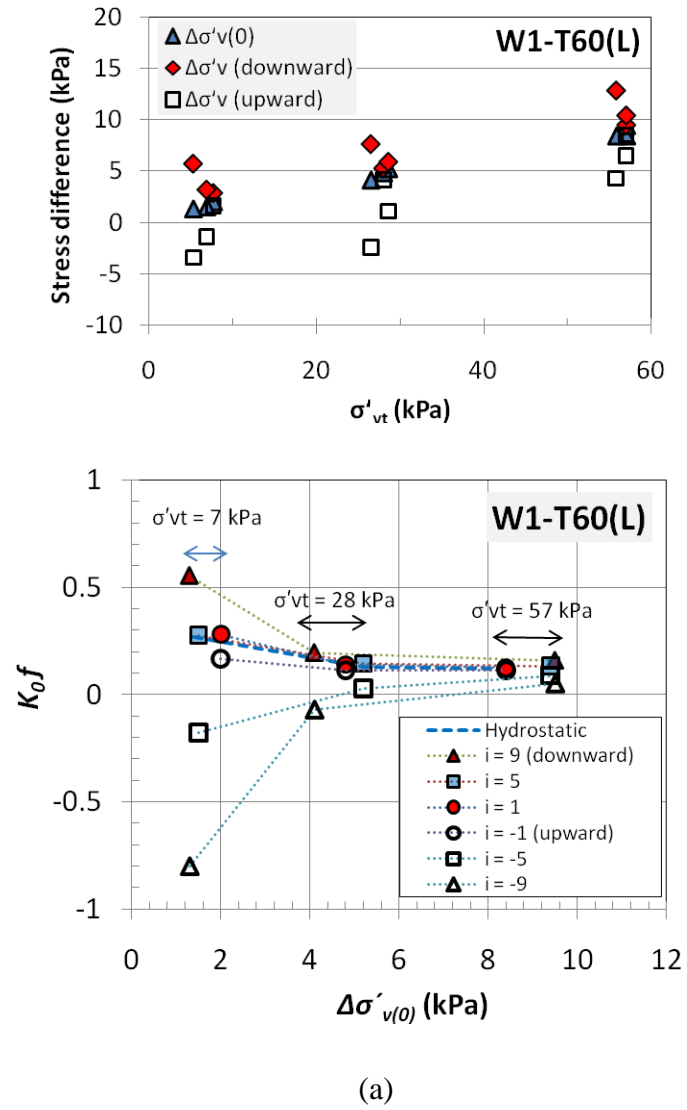 W1-T60(L)
Δσ'v(0)
Δσ'v (downward)
Δσ'v (upward)
Stress difference (kPa)
20
15
10
5
0
-5
-10
0
20
40
60
σ'vt (kPa)
W1-T60(L)
σ'vt = 7 kPa
σ'vt = 28 kPa
σ'vt = 57 kPa
K0f
1
0.5
0
-0.5
-1
Hydrostatic
i = 9 (downward)
i = 5
i = 1
i = -1 (upward)
i = -5
i = -9
0
2
4
6
8
10
12
Δσ´v(0) (kPa)
(a)